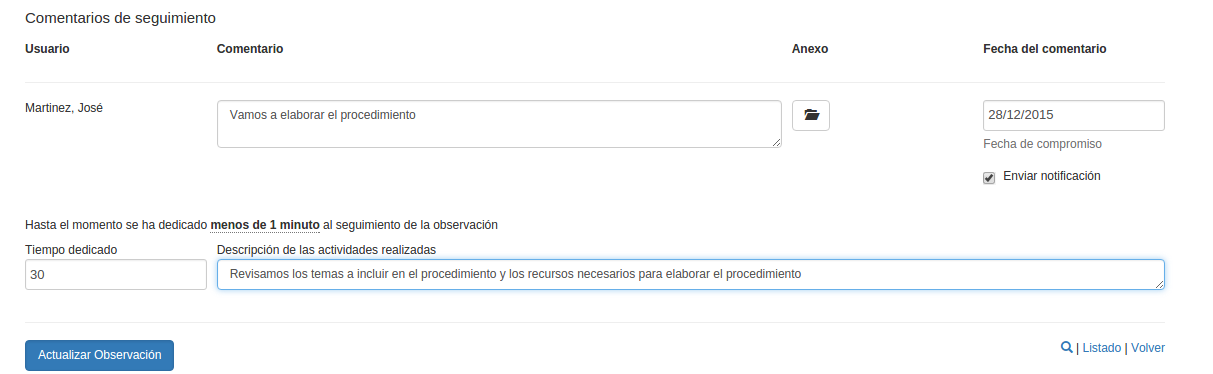 Comentarios de seguimiento
Usuario Comentario Anexo Fecha del comentario
Martinez, José Vamos a elaborar el procedimiento 28/12/2015
Fecha de compromiso
Enviar notificación
Hasta el momento se ha dedicado menos de 1 minuto al seguimiento de la observación
Tiempo dedicado Descripción de las actividades realizadas
30 Revisamos los temas a incluir en el procedimiento y los recursos necesarios para elaborar el procedimiento
Actualizar Observación | Listado | Volver